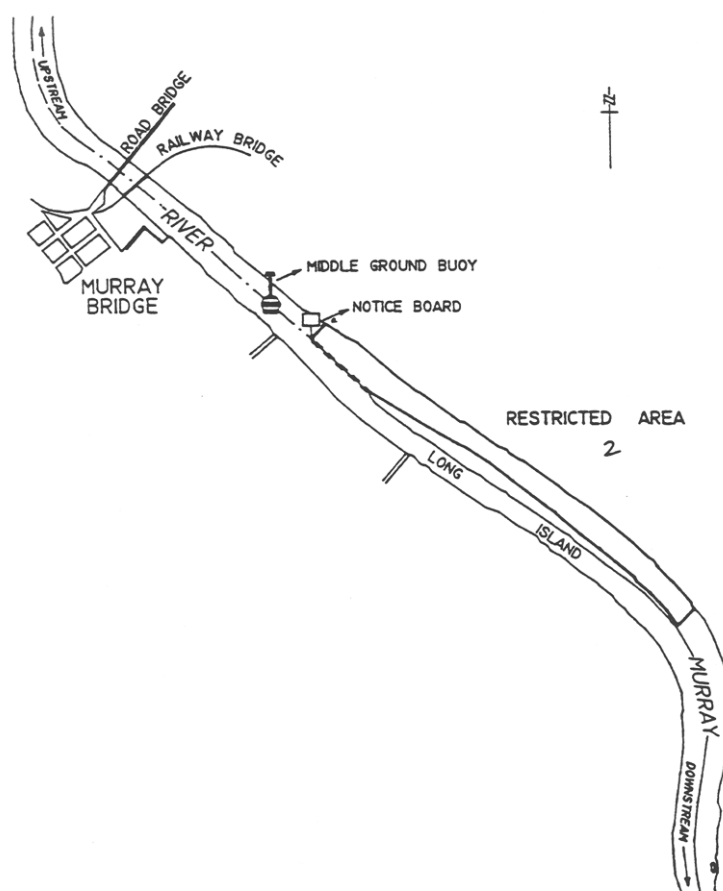 UPSTREAM
ROAD BRIDGE
RAILWAY BRIDGE
N
RIVER
MURRAY
BRIDGE
MIDDLE GROUND BUOY
NOTICE BOARD
RESTRICTED AREA
2
LONG
ISLAND
MURRAY
DOWNSTREAM